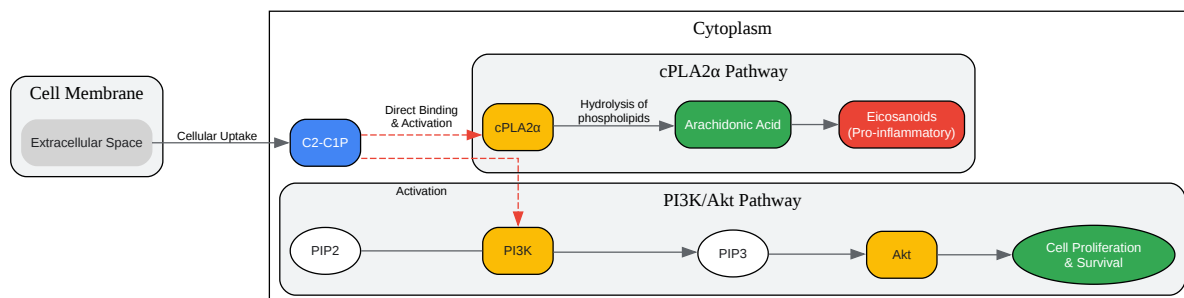 Cytoplasm
cPLA2α Pathway
Cell Membrane
Extracellular Space
Cellular Uptake
C2-C1P
Direct Binding
& Activation
cPLA2α
Hydrolysis of
phospholipids
Arachidonic Acid
Eicosanoids
(Pro-inflammatory)
Activation
PI3K/Akt Pathway
PIP2
PI3K
PIP3
Akt
Cell Proliferation
& Survival